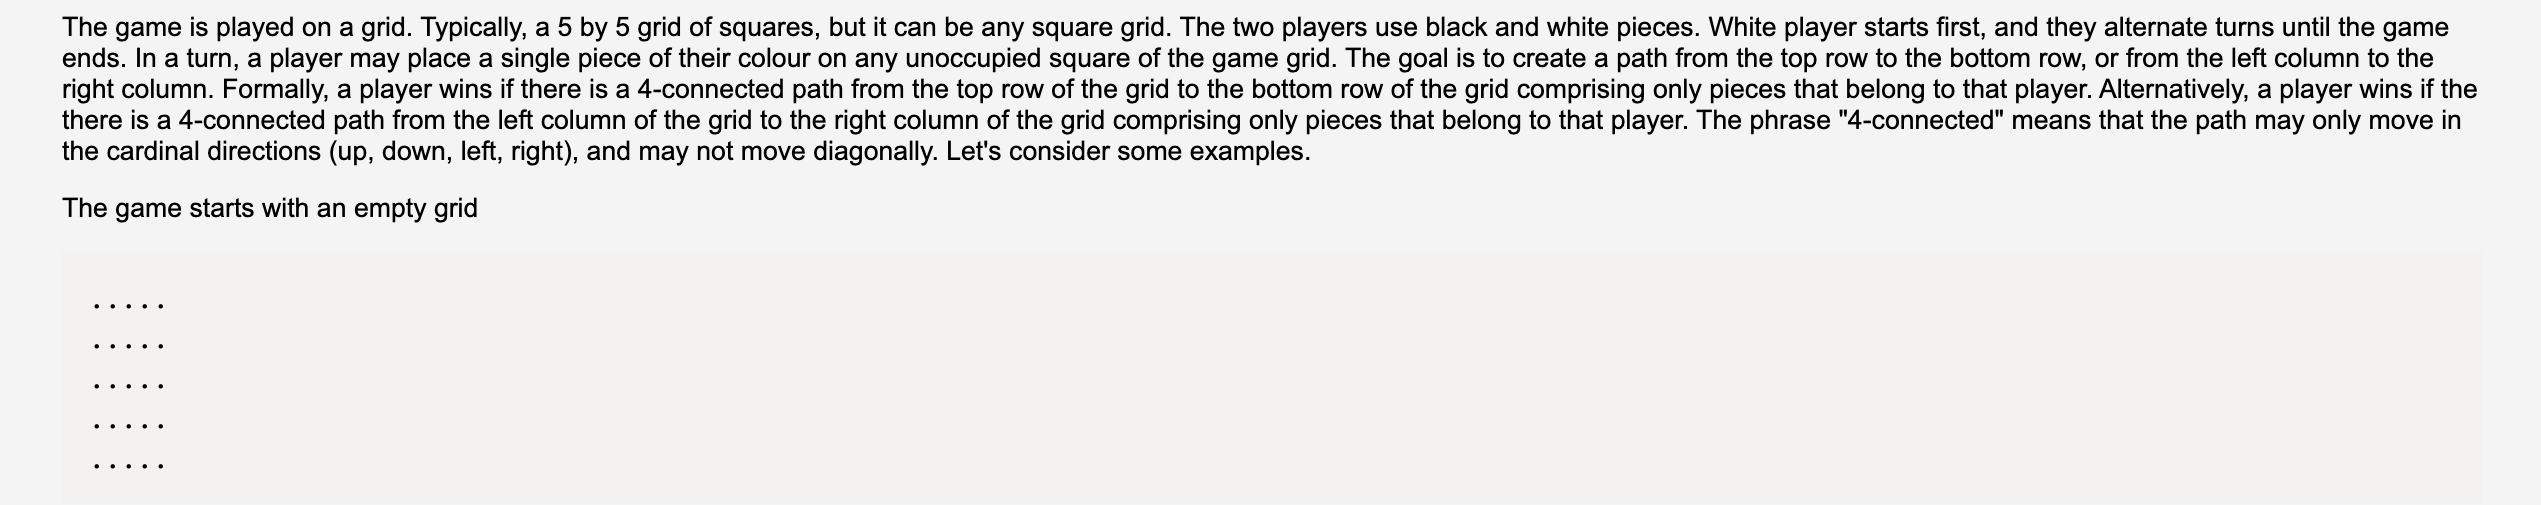 The game is played on a grid. Typically, a 5 by 5 grid of squares, but it can be any square grid. The two players use black and white pieces. White player starts first, and they alternate turns until the game
ends. In a turn, a player may place a single piece of their colour on any unoccupied square of the game grid. The goal is to create a path from the top row to the bottom row, or from the left column to the
right column. Formally, a player wins if there is a 4-connected path from the top row of the grid to the bottom row of the grid comprising only pieces that belong to that player. Alternatively, a player wins if the
there is a 4-connected path from the left column of the grid to the right column of the grid comprising only pieces that belong to that player. The phrase "4-connected" means that the path may only move in
the cardinal directions (up, down, left, right), and may not move diagonally. Let's consider some examples.
The game starts with an empty grid
. . . . .
. . . . .
. . . . .
. . . . .
. . . . .